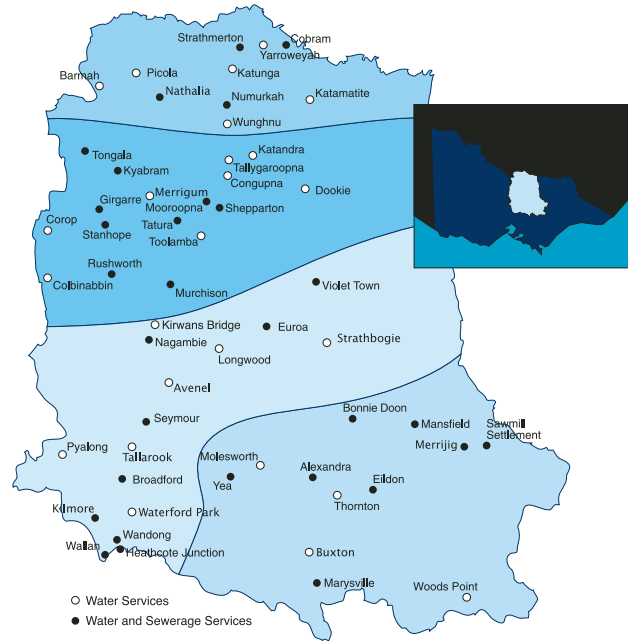 Strathmerton
Cobram
Yarroweyah
Barmah
Picola
Katunga
Nathalia
Numurkah
Katamatite
Wunghnu
Tongala
Katandra
Kyabram
Tallygaroopna
Congupna
Girgarre
Merrigum
Dookie
Mooroopna
Shepparton
Corop
Tatura
Stanhope
Toolamba
Rushworth
Colbinabbin
Murchison
Violet Town
Kirwans Bridge
Euroa
Nagambie
Strathbogie
Longwood
Avenel
Bonnie Doon
Seymour
Mansfield
Sawmill
Settlement
Merrijig
Pyalong
Tallarook
Molesworth
Alexandra
Broadford
Yea
Eildon
Thornton
Kilmore
Waterford Park
Wandong
Wallan
Heathcote Junction
Buxton
Marysville
Woods Point
Water Services
Water and Sewerage Services